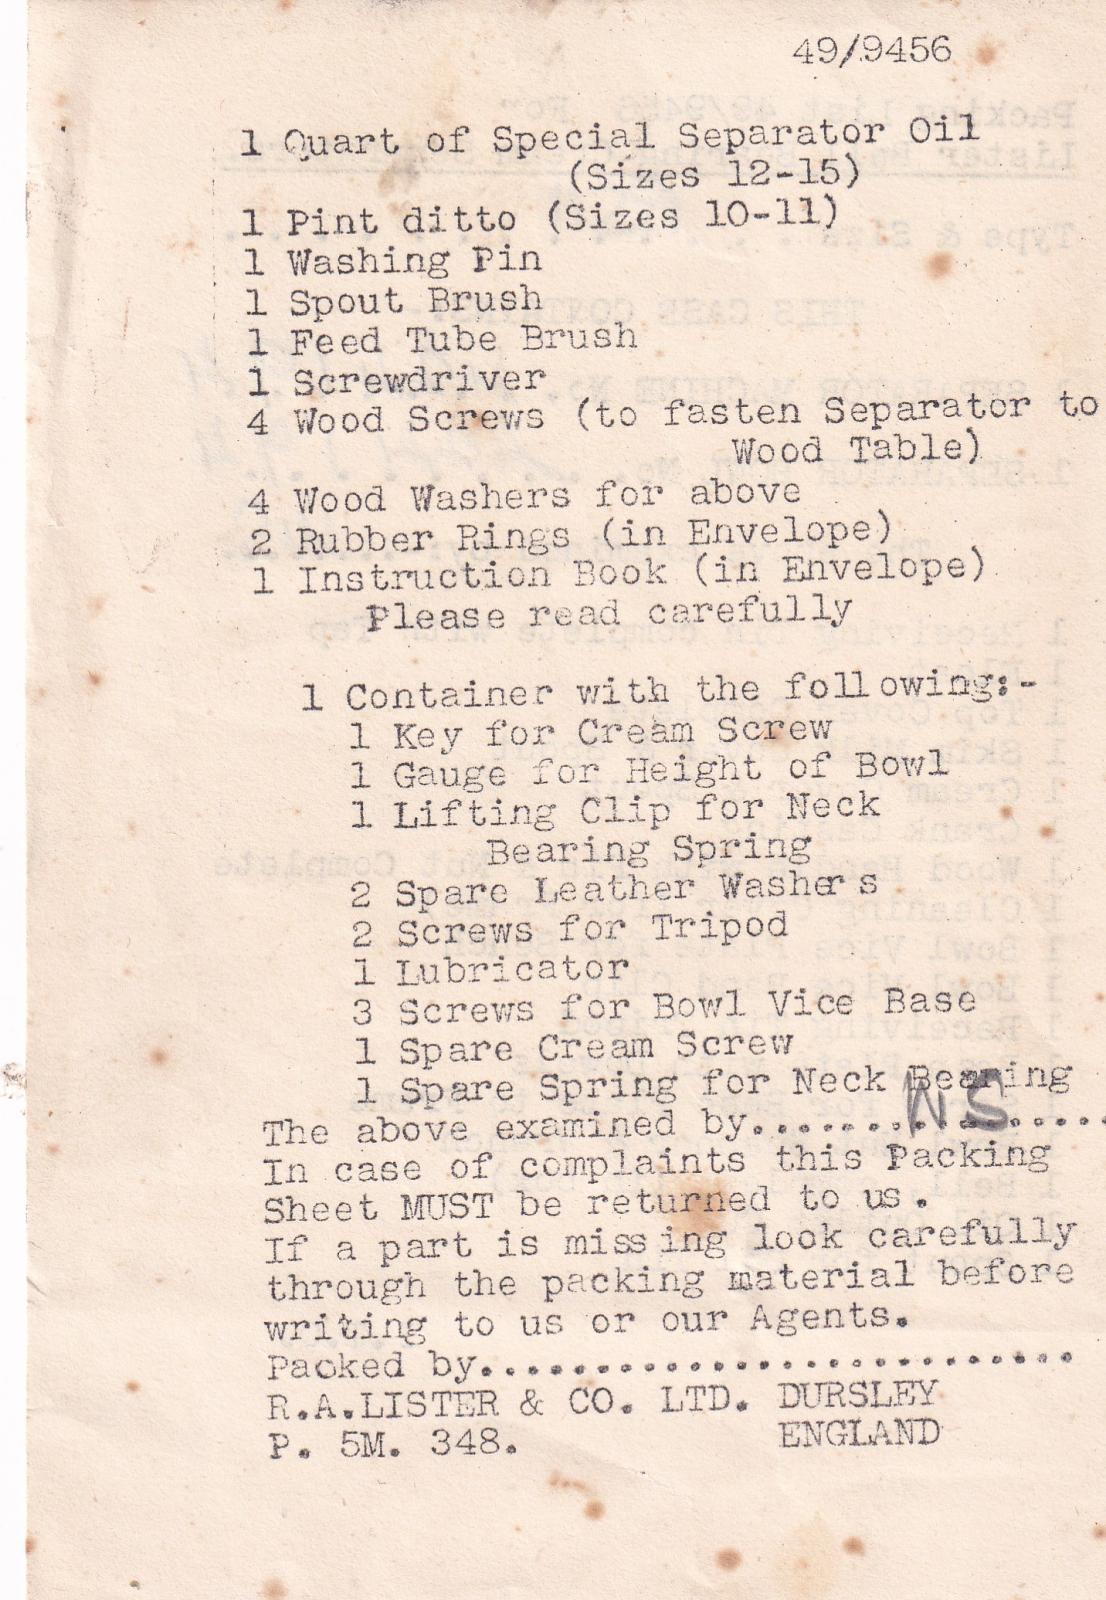 49/9456
1 Quart of Special Separator Oil
(Sizes 12-15)
1 Pint ditto (Sizes 10-11)
1 Washing Pin
1 Spout Brush
1 Feed Tube Brush
1 Screwdriver
4 Wood Screws (to fasten Separator to
Wood Table)
4 Wood Washers for above
2 Rubber Rings (in Envelope)
1 Instruction Book (in Envelope)
Please read carefully
1 Container with the following:-
1 Key for Cream Screw
1 Gauge for Height of Bowl
1 Lifting Clip for Neck
Bearing Spring
2 Spare Leather Washers
2 Screws for Tripod
1 Lubricator
3 Screws for Bowl Vice Base
1 Spare Cream Screw
1 Spare Spring for Neck Bearing
The above examined by........NS.....
In case of complaints this Packing
Sheet MUST be returned to us.
If a part is missing look carefully
through the packing material before
writing to us or our Agents.
Packed by..........................
R.A.LISTER & CO. LTD. DURSLEY
P. 5M. 348. ENGLAND